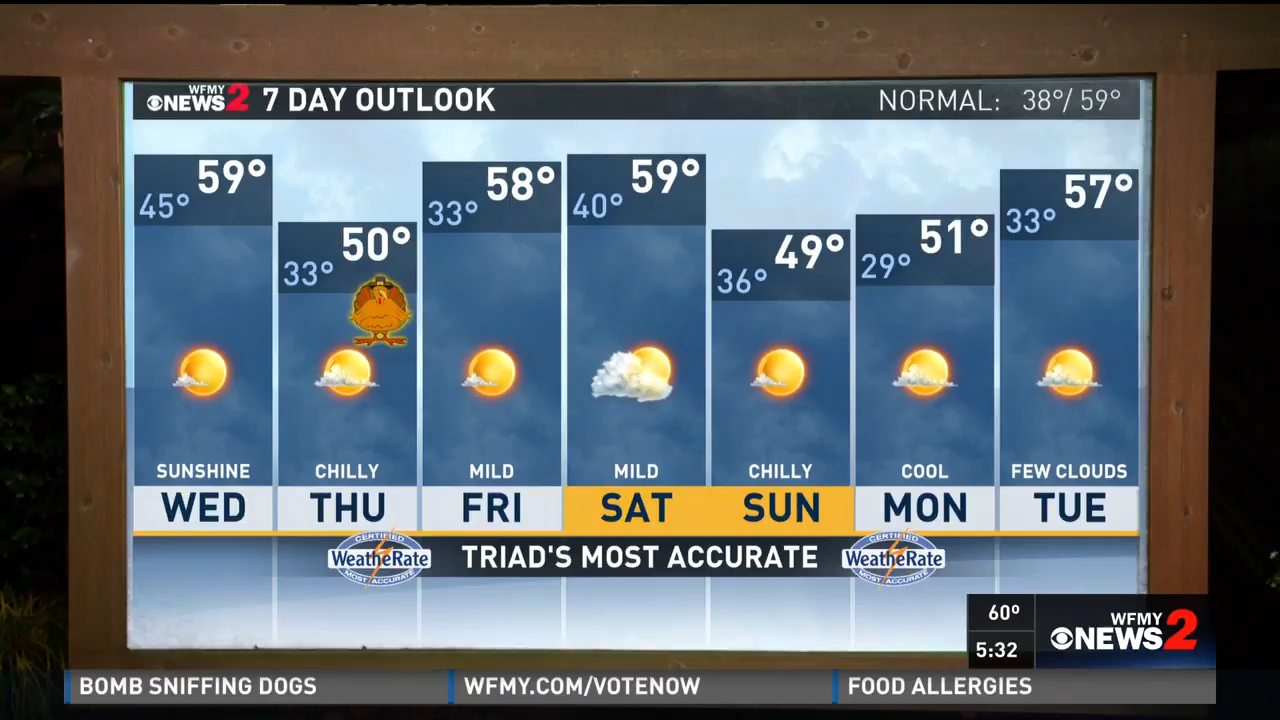 WFMY NEWS 2 7 DAY OUTLOOK
NORMAL: 38°/ 59°
45° 59°
33° 50°
33° 58°
40° 59°
36° 49°
29° 51°
33° 57°
SUNSHINE CHILLY MILD MILD CHILLY COOL FEW CLOUDS
WED THU FRI SAT SUN MON TUE
CERTIFIED
WeatheRate
MOST ACCURATE
TRIAD'S MOST ACCURATE
CERTIFIED
WeatheRate
MOST ACCURATE
60°
5:32
WFMY
NEWS 2
BOMB SNIFFING DOGS WFMY.COM/VOTENOW FOOD ALLERGIES